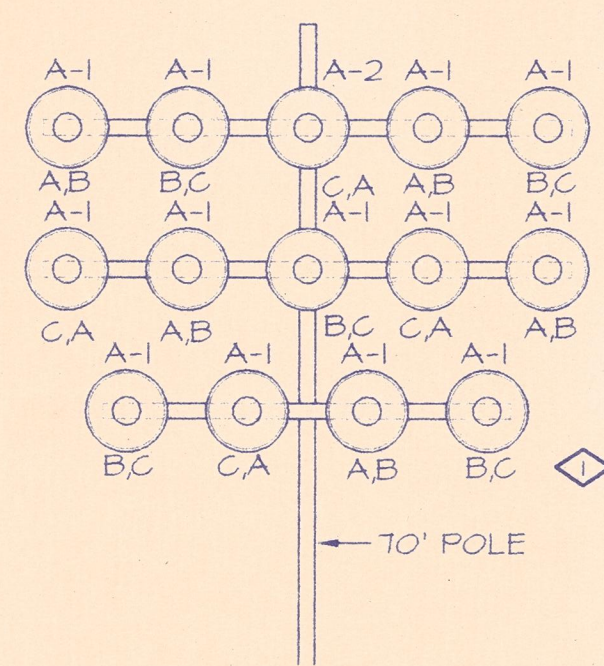 A-1 A-1 A-2 A-1 A-1
A,B B,C C,A A,B B,C
A-1 A-1 A-1 A-1 A-1
C,A A,B B,C C,A A,B
A-1 A-1 A-1 A-1
B,C C,A A,B B,C
1
70' POLE